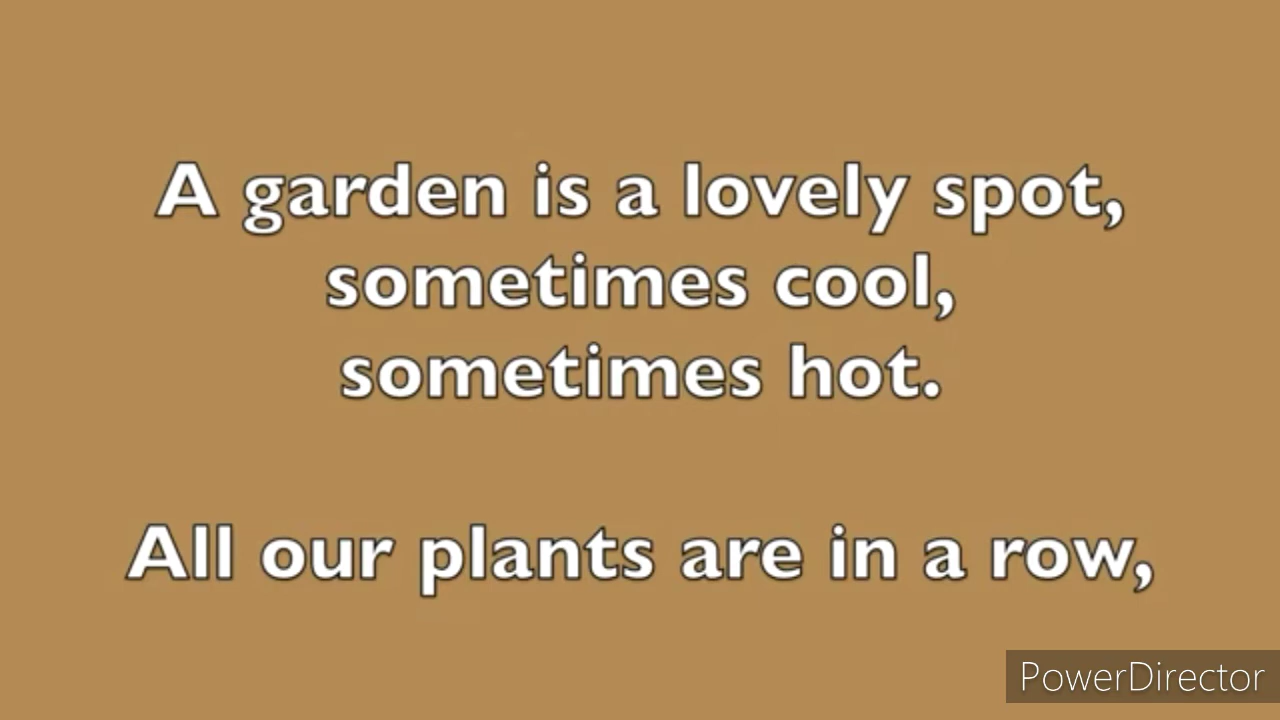 A garden is a lovely spot,
sometimes cool,
sometimes hot.
All our plants are in a row,
PowerDirector